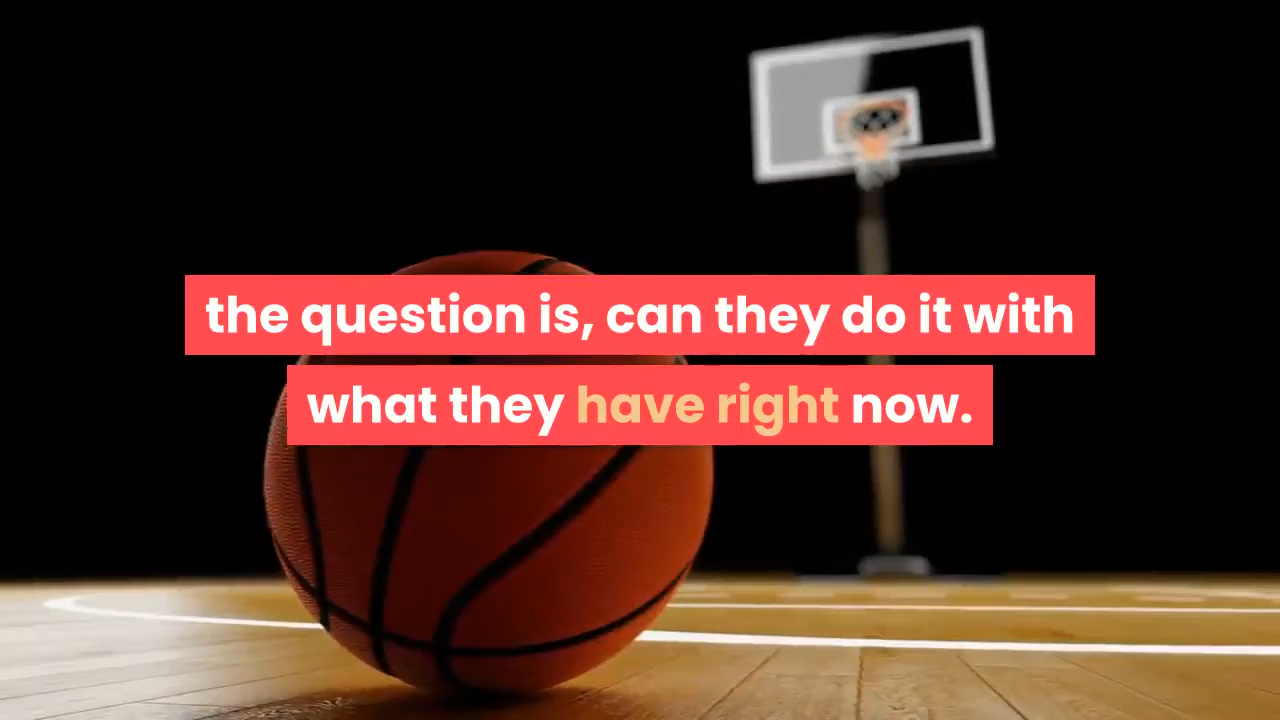 the question is, can they do it with
what they have right now.